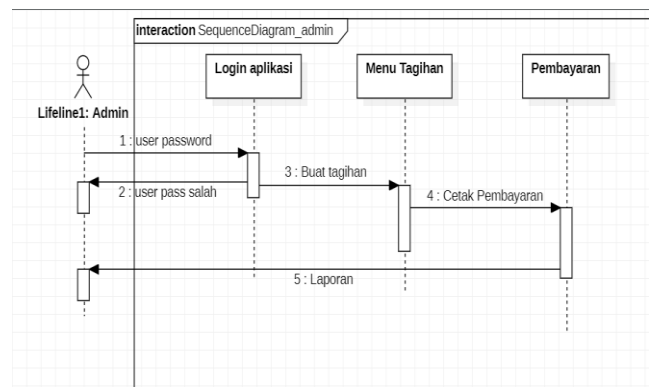 interaction SequenceDiagram_admin
Login aplikasi
Menu Tagihan
Pembayaran
Lifeline1: Admin
1 : user password
2 : user pass salah
3 : Buat tagihan
4 : Cetak Pembayaran
5 : Laporan